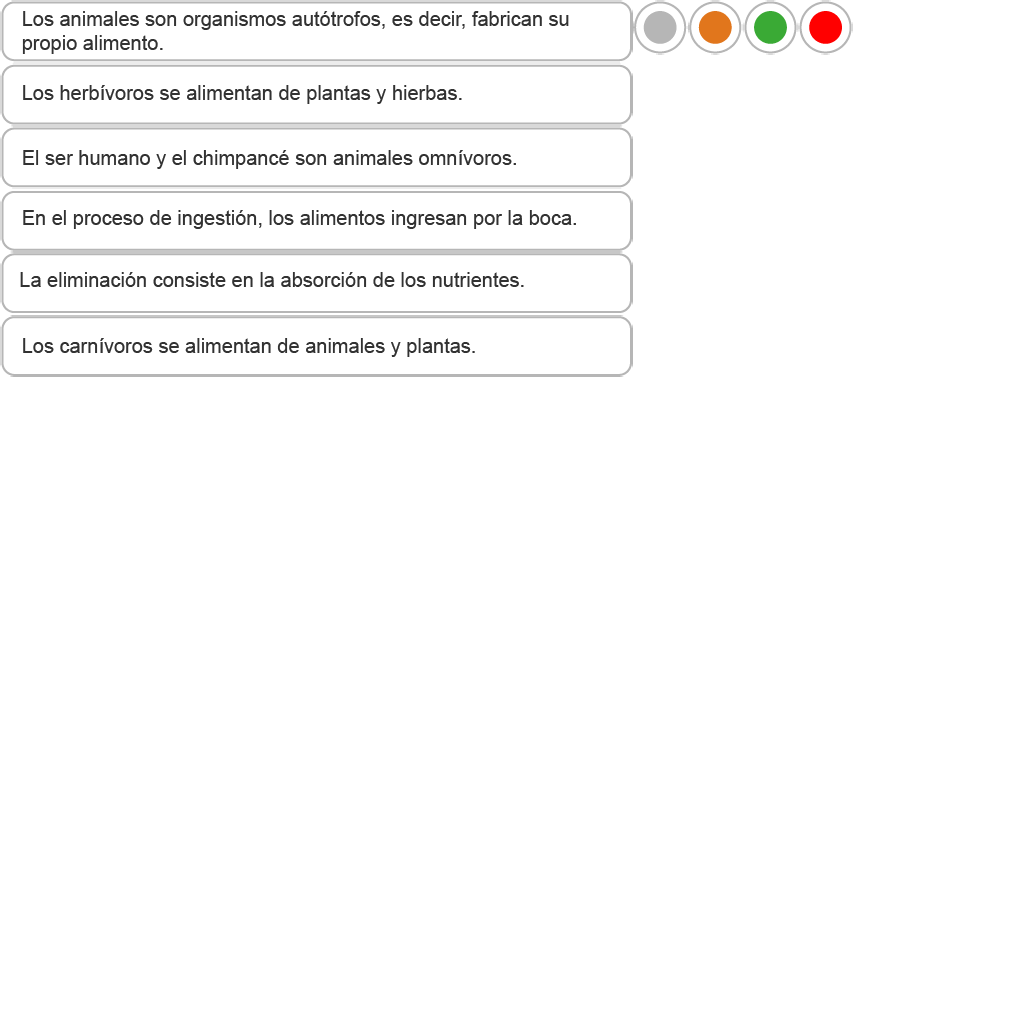 Los animales son organismos autótrofos, es decir, fabrican su
propio alimento.
Los herbívoros se alimentan de plantas y hierbas.
El ser humano y el chimpancé son animales omnívoros.
En el proceso de ingestión, los alimentos ingresan por la boca.
La eliminación consiste en la absorción de los nutrientes.
Los carnívoros se alimentan de animales y plantas.